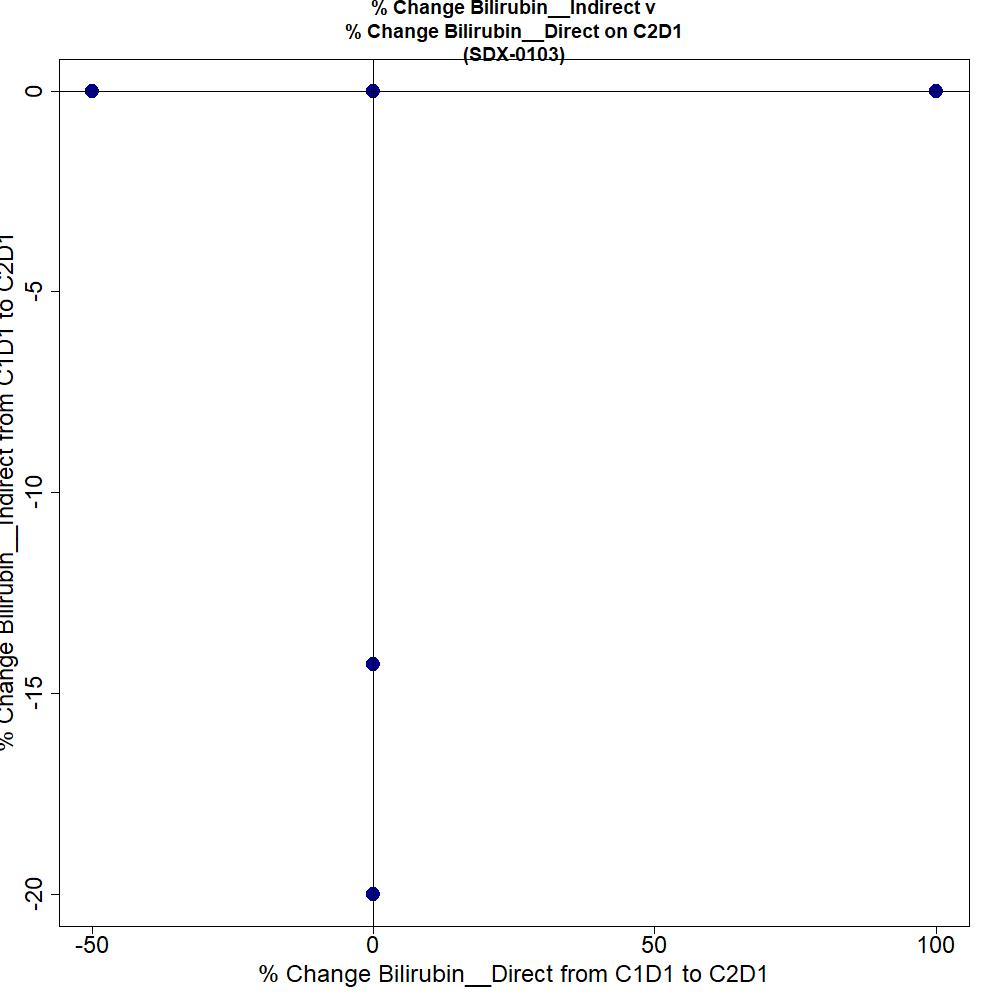 % Change Bilirubin__Indirect v
% Change Bilirubin__Direct on C2D1
(SDX-0103)
% Change Bilirubin__Indirect from C1D1 to C2D1
0
-5
-10
-15
-20
-50
0
50
100
% Change Bilirubin__Direct from C1D1 to C2D1